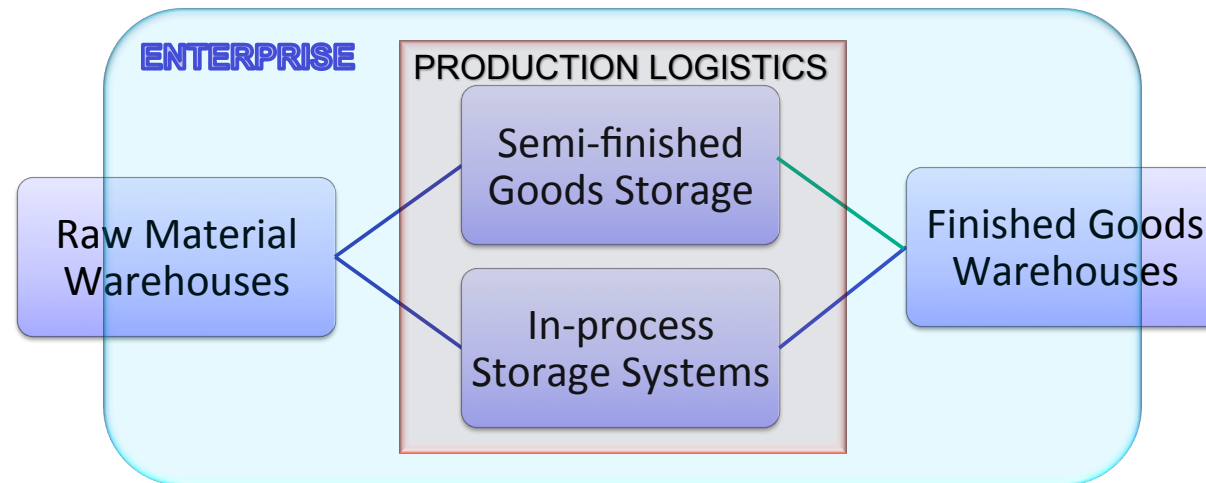 ENTERPRISE
PRODUCTION LOGISTICS
Semi-finished
Goods Storage
Raw Material
Warehouses
Finished Goods
Warehouses
In-process
Storage Systems